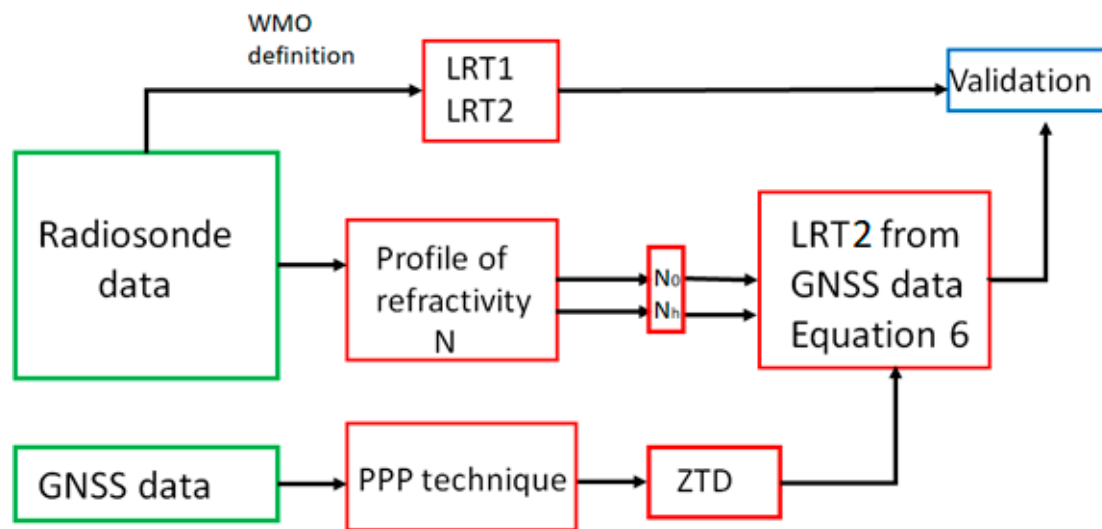 WMO
definition
LRT1
LRT2
Validation
Radiosonde
data
Profile of
refractivity
N
N₀
Nₕ
LRT2 from
GNSS data
Equation 6
GNSS data
PPP technique
ZTD